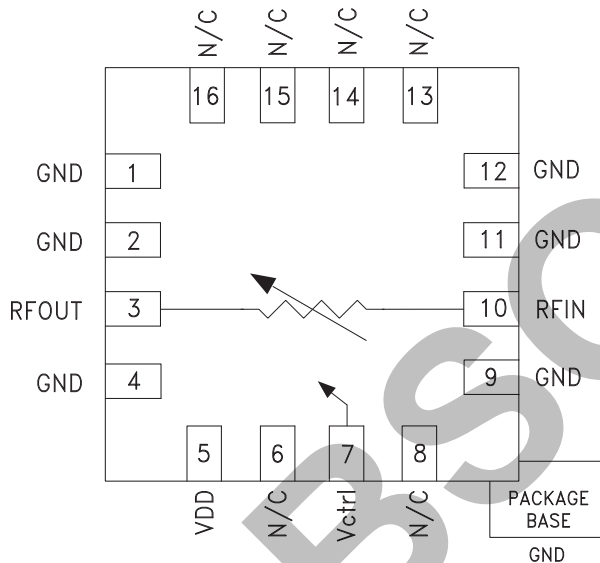 N/C N/C N/C N/C
16 15 14 13
GND 1 12 GND
GND 2 11 GND
RFOUT 3 10 RFIN
GND 4 9 GND
5 6 7 8
VDD N/C Vctrl N/C
PACKAGE
BASE
GND
BSO